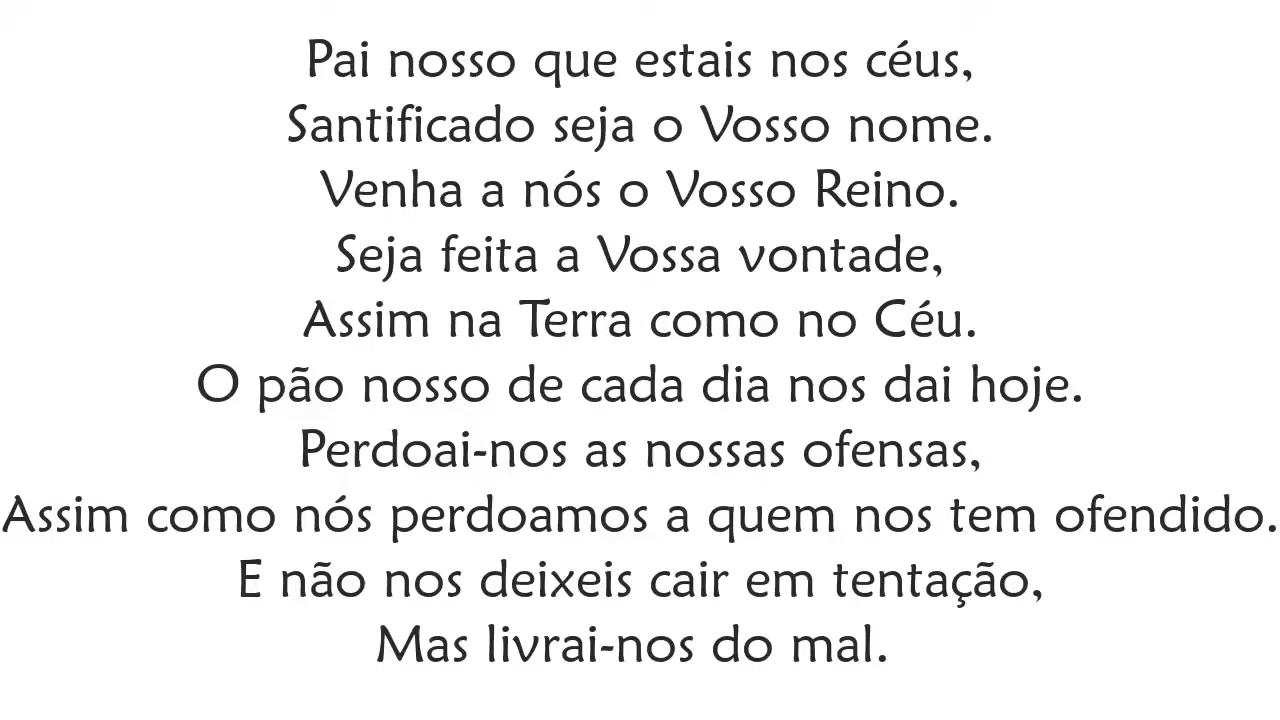 Pai nosso que estais nos céus,
Santificado seja o Vosso nome.
Venha a nós o Vosso Reino.
Seja feita a Vossa vontade,
Assim na Terra como no Céu.
O pão nosso de cada dia nos dai hoje.
Perdoai-nos as nossas ofensas,
Assim como nós perdoamos a quem nos tem ofendido.
E não nos deixeis cair em tentação,
Mas livrai-nos do mal.